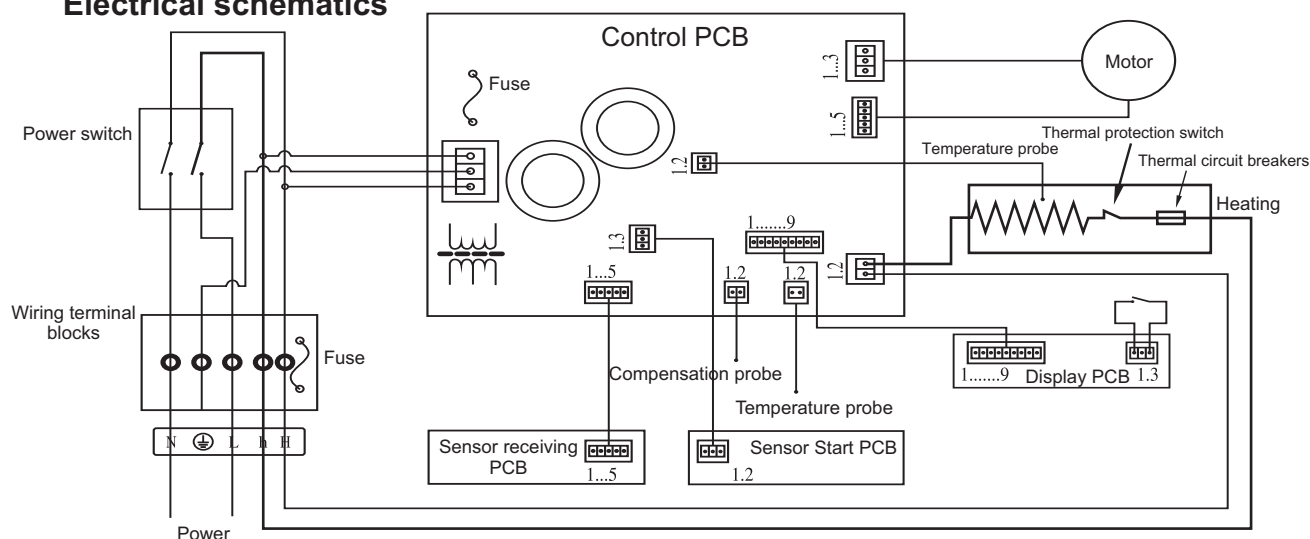 Electrical schematics
Control PCB
Fuse
1...3
Motor
1...5
Power switch
Thermal protection switch
Temperature probe
Thermal circuit breakers
1.2
Heating
1.3
1.......9
1.2
1...5
1.2
1.2
Wiring terminal
blocks
Fuse
Compensation probe
1.......9
Display PCB
1.3
Temperature probe
N
L
h
H
Sensor receiving
PCB
1...5
Sensor Start PCB
1.2
Power